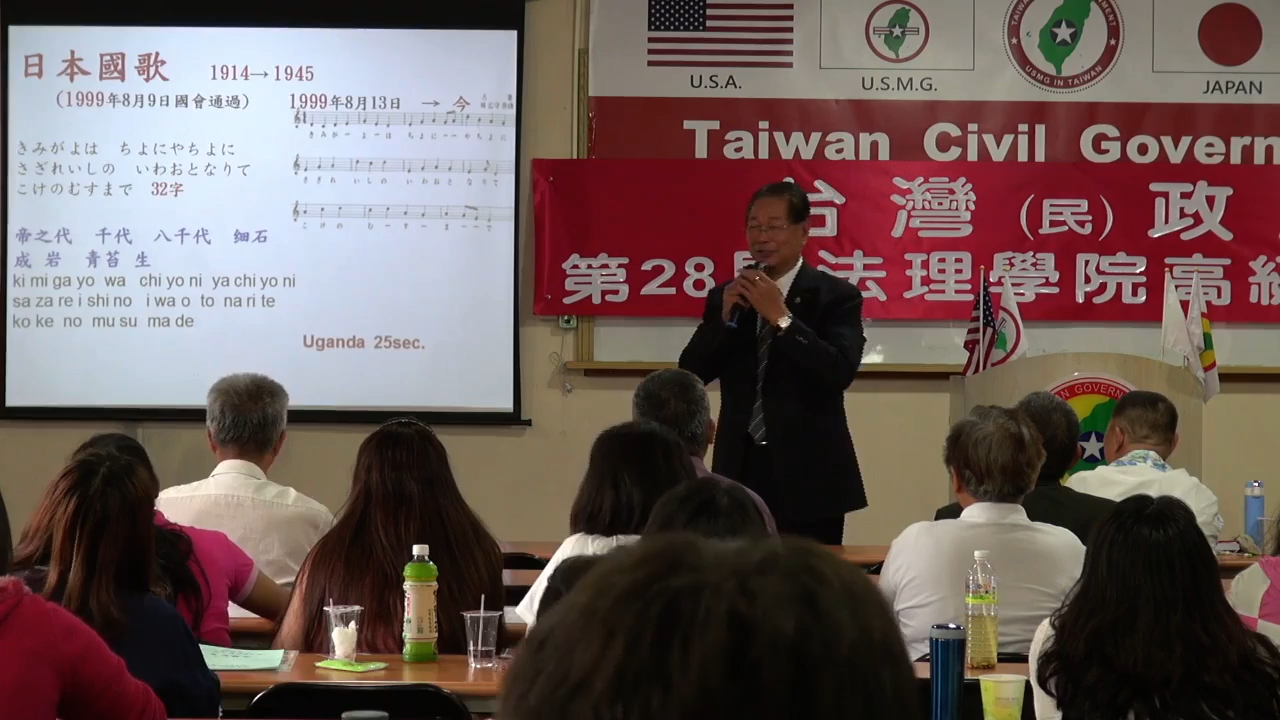 日本國歌 1914→1945
(1999年8月9日國會通過) 1999年8月13日 → 今
きみがよは ちよにやちよに
さざれいしの いわおとなりて
こけのむすまで 32字
帝之代 千代 八千代 细石
成 岩 青苔 生
ki mi ga yo wa chi yo ni ya chi yo ni
sa za re i shi no i wa o to na ri te
ko ke no mu su ma de
Uganda 25sec.
U.S.A.
U.S.M.G.
USMG IN TAIWAN
JAPAN
Taiwan Civil Govern
台灣(民)政
第28 法理學院高